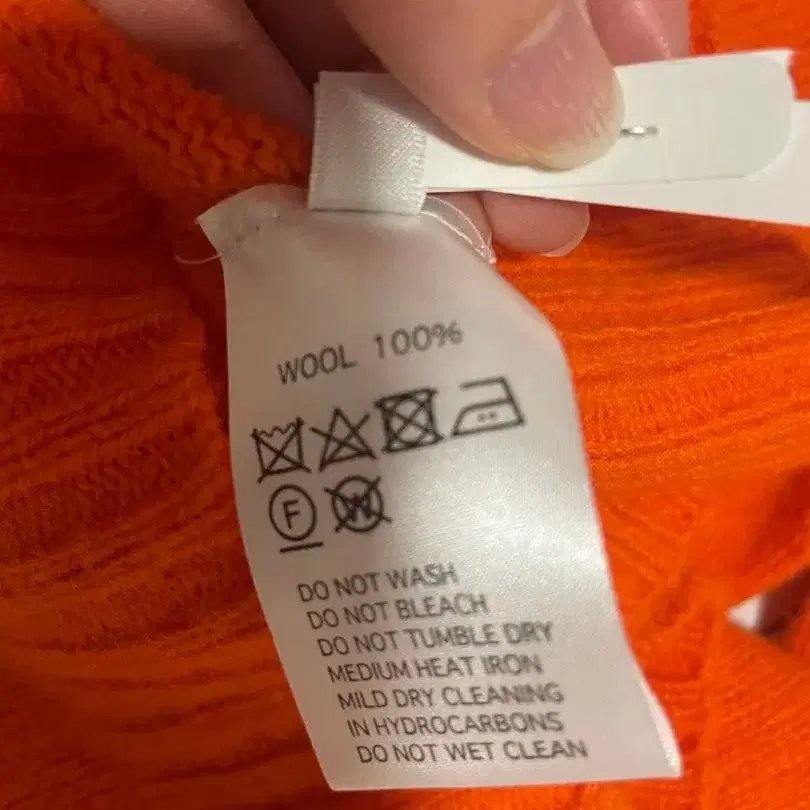 WOOL 100%
F
W
DO NOT WASH
DO NOT BLEACH
DO NOT TUMBLE DRY
MEDIUM HEAT IRON
MILD DRY CLEANING
IN HYDROCARBONS
DO NOT WET CLEAN